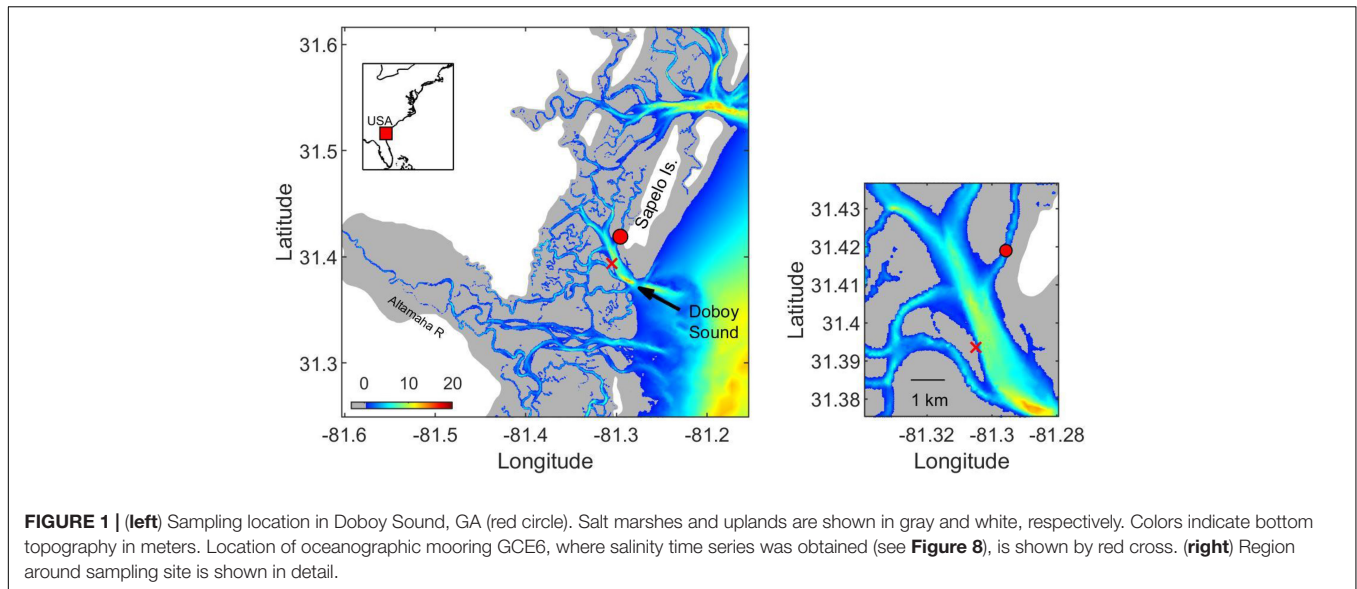 31.6
31.5
31.4
31.3
Latitude
USA
Sapelo Is.
Altamaha R
Doboy
Sound
0 10 20
-81.6 -81.5 -81.4 -81.3 -81.2
Longitude
31.43
31.42
31.41
31.4
31.39
31.38
Latitude
1 km
-81.32 -81.3 -81.28
Longitude
FIGURE 1 | (left) Sampling location in Doboy Sound, GA (red circle). Salt marshes and uplands are shown in gray and white, respectively. Colors indicate bottom
topography in meters. Location of oceanographic mooring GCE6, where salinity time series was obtained (see Figure 8), is shown by red cross. (right) Region
around sampling site is shown in detail.